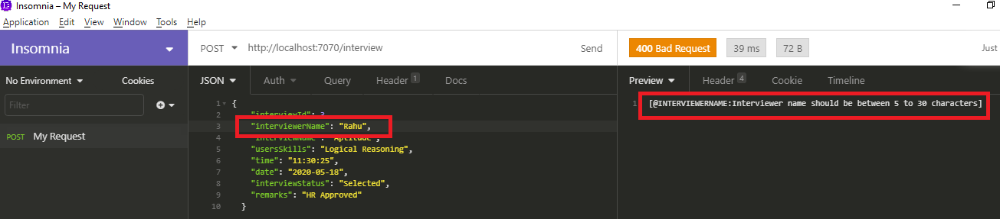 Insomnia – My Request
Application Edit View Window Tools Help
Insomnia
POST http://localhost:7070/interview Send
400 Bad Request 39 ms 72 B Just
No Environment Cookies
JSON Auth Query Header 1 Docs
Preview Header 4 Cookie Timeline
Filter
POST My Request
1 {
2 "interviewId": 3,
3 "interviewerName": "Rahu",
4 "interviewName": "Aptitude",
5 "usersSkills": "Logical Reasoning",
6 "time": "11:30:25",
7 "date": "2020-05-18",
8 "interviewStatus": "Selected",
9 "remarks": "HR Approved"
10 }
1 [@INTERVIEWERNAME:Interviewer name should be between 5 to 30 characters]